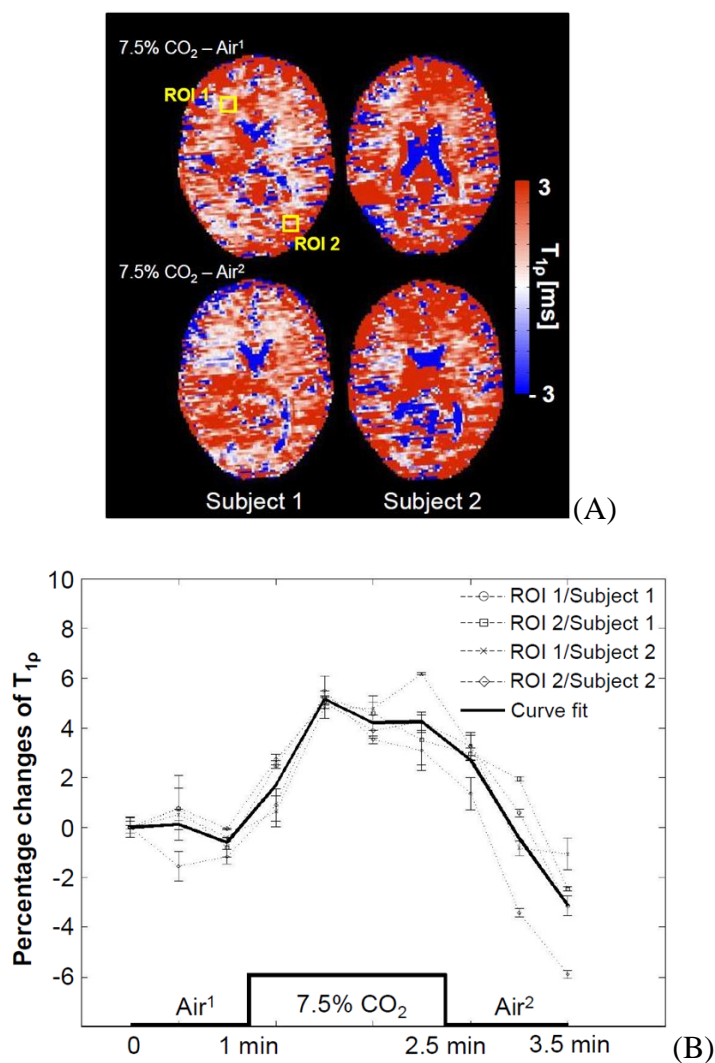 7.5% CO₂ – Air¹
ROI 1
ROI 2
7.5% CO₂ – Air²
3
T₁ρ [ms]
- 3
Subject 1
Subject 2
(A)
10
8
6
4
2
0
-2
-4
-6
Percentage changes of T₁ρ
ROI 1/Subject 1
ROI 2/Subject 1
ROI 1/Subject 2
ROI 2/Subject 2
Curve fit
Air¹
7.5% CO₂
Air²
0
1 min
2.5 min
3.5 min
(B)